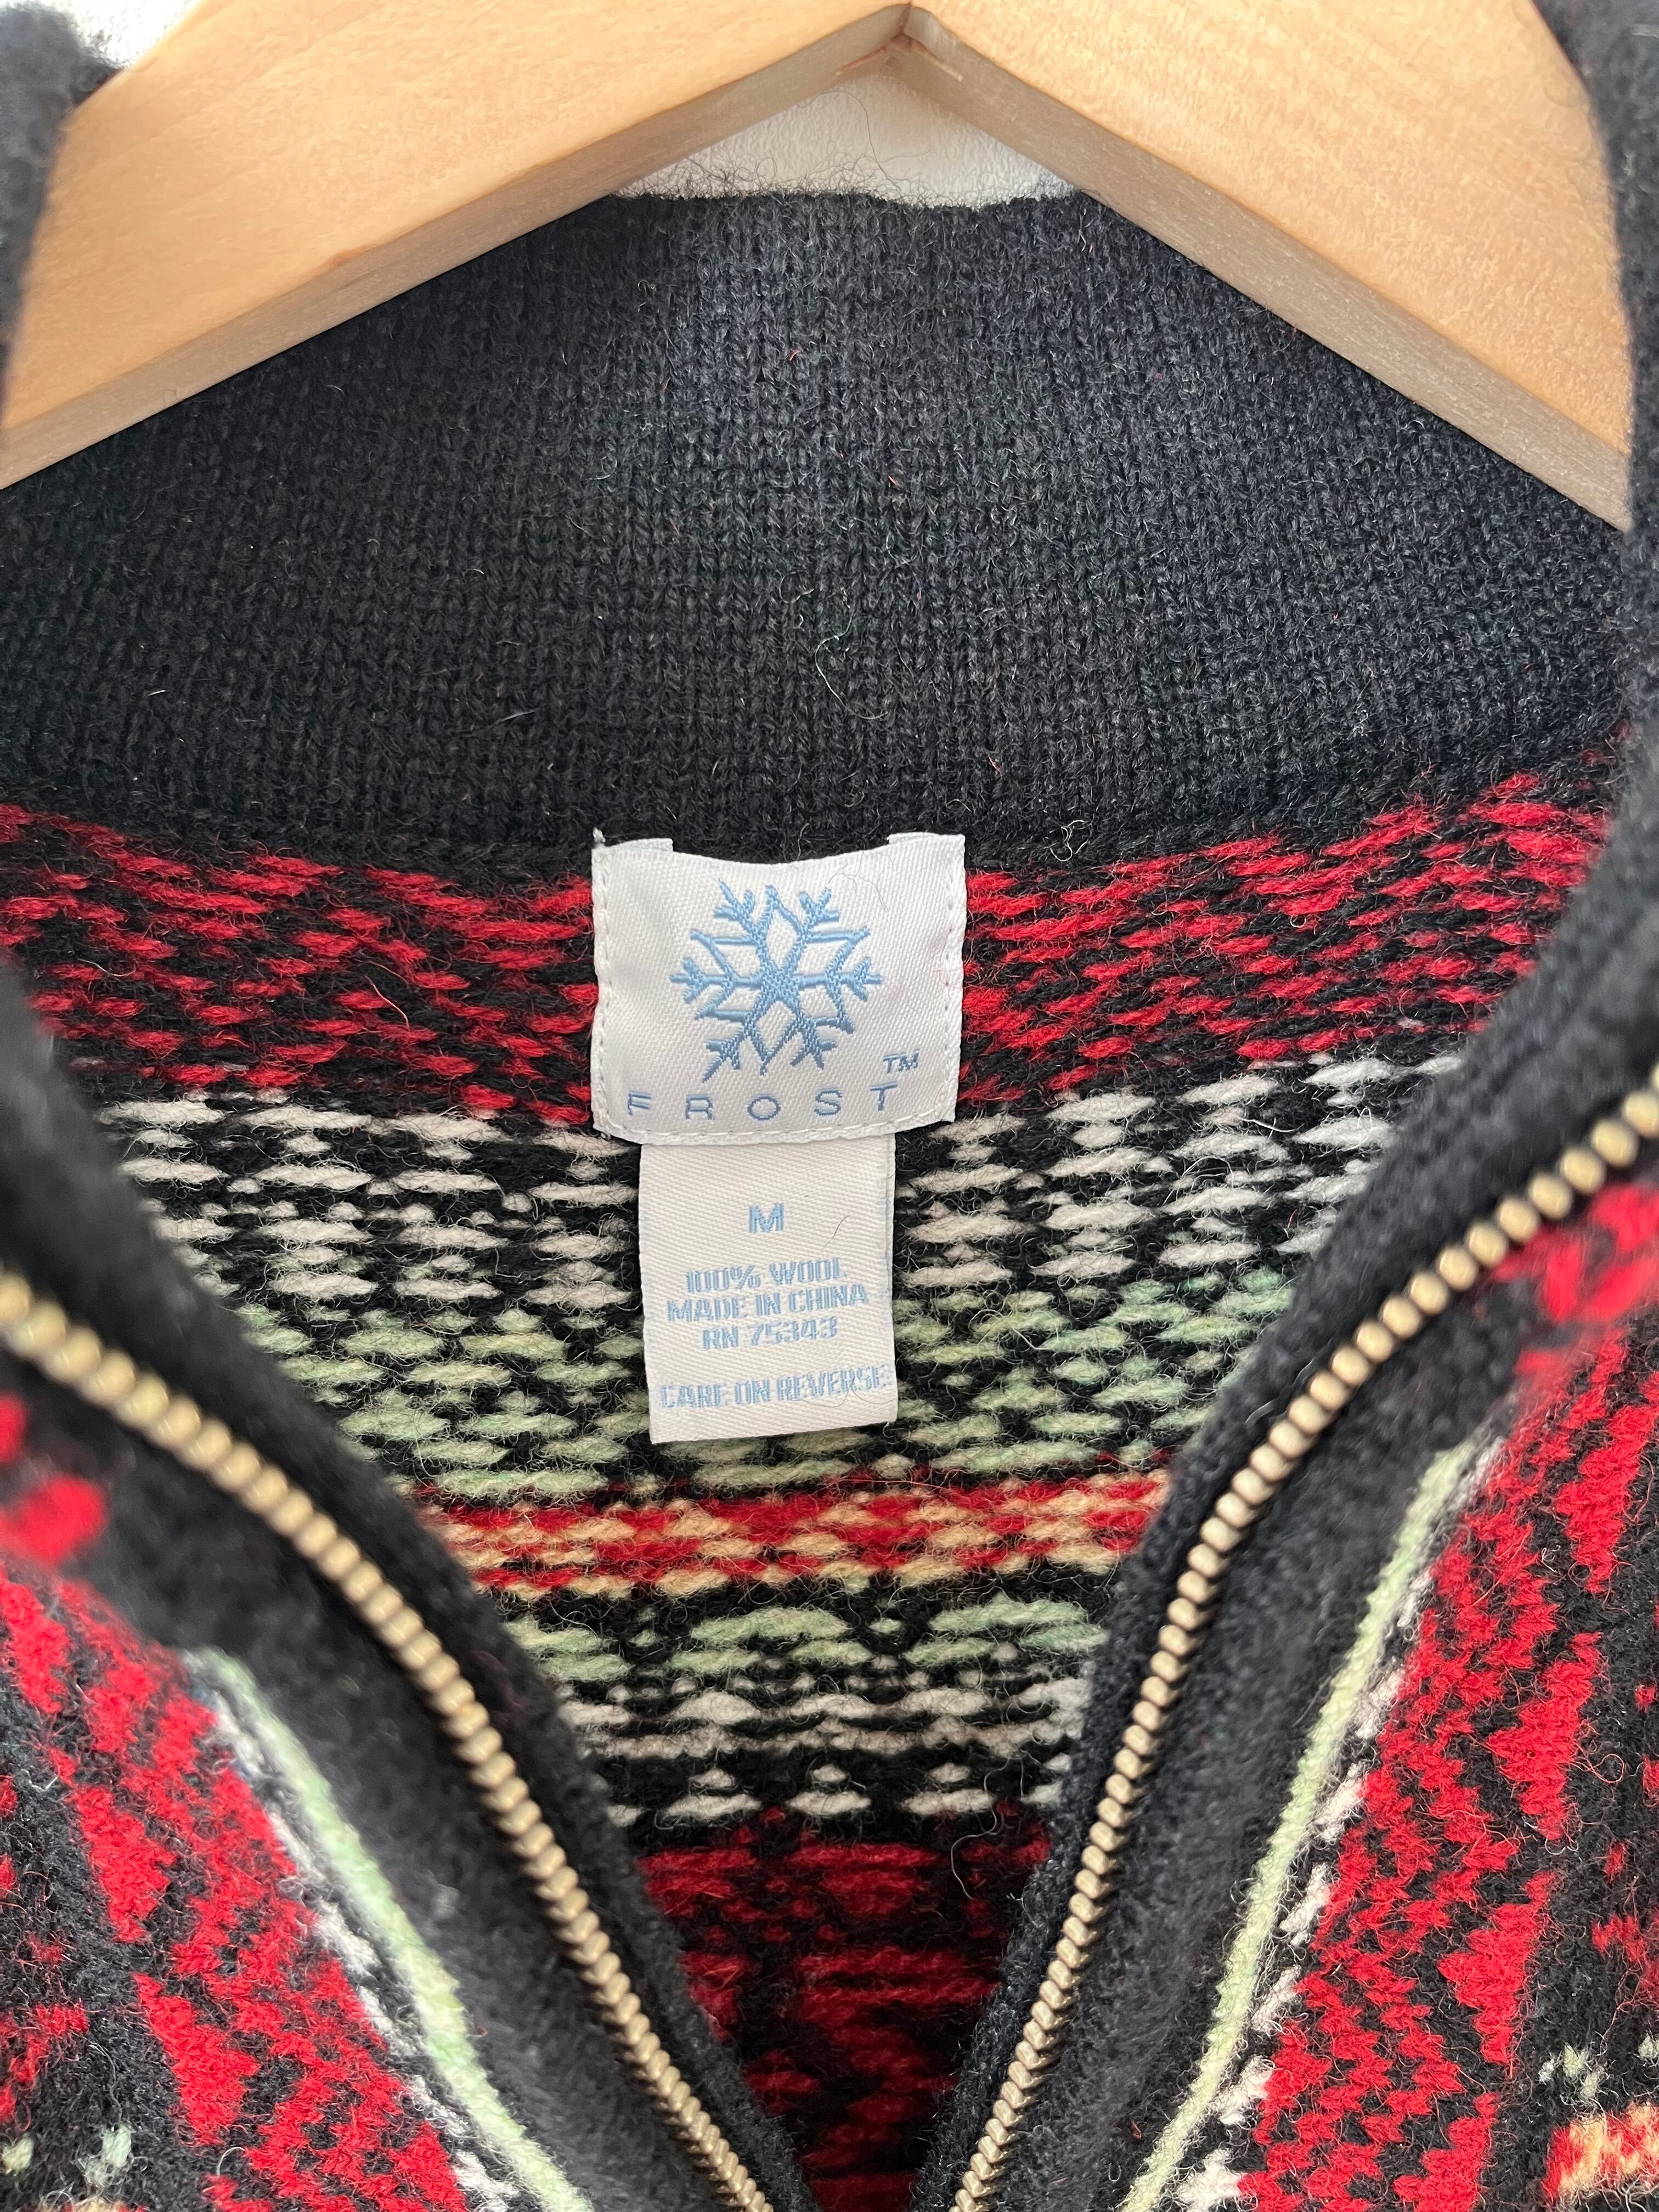 FROST™
M
100% WOOL
MADE IN CHINA
RN 75343
CARE ON REVERSE